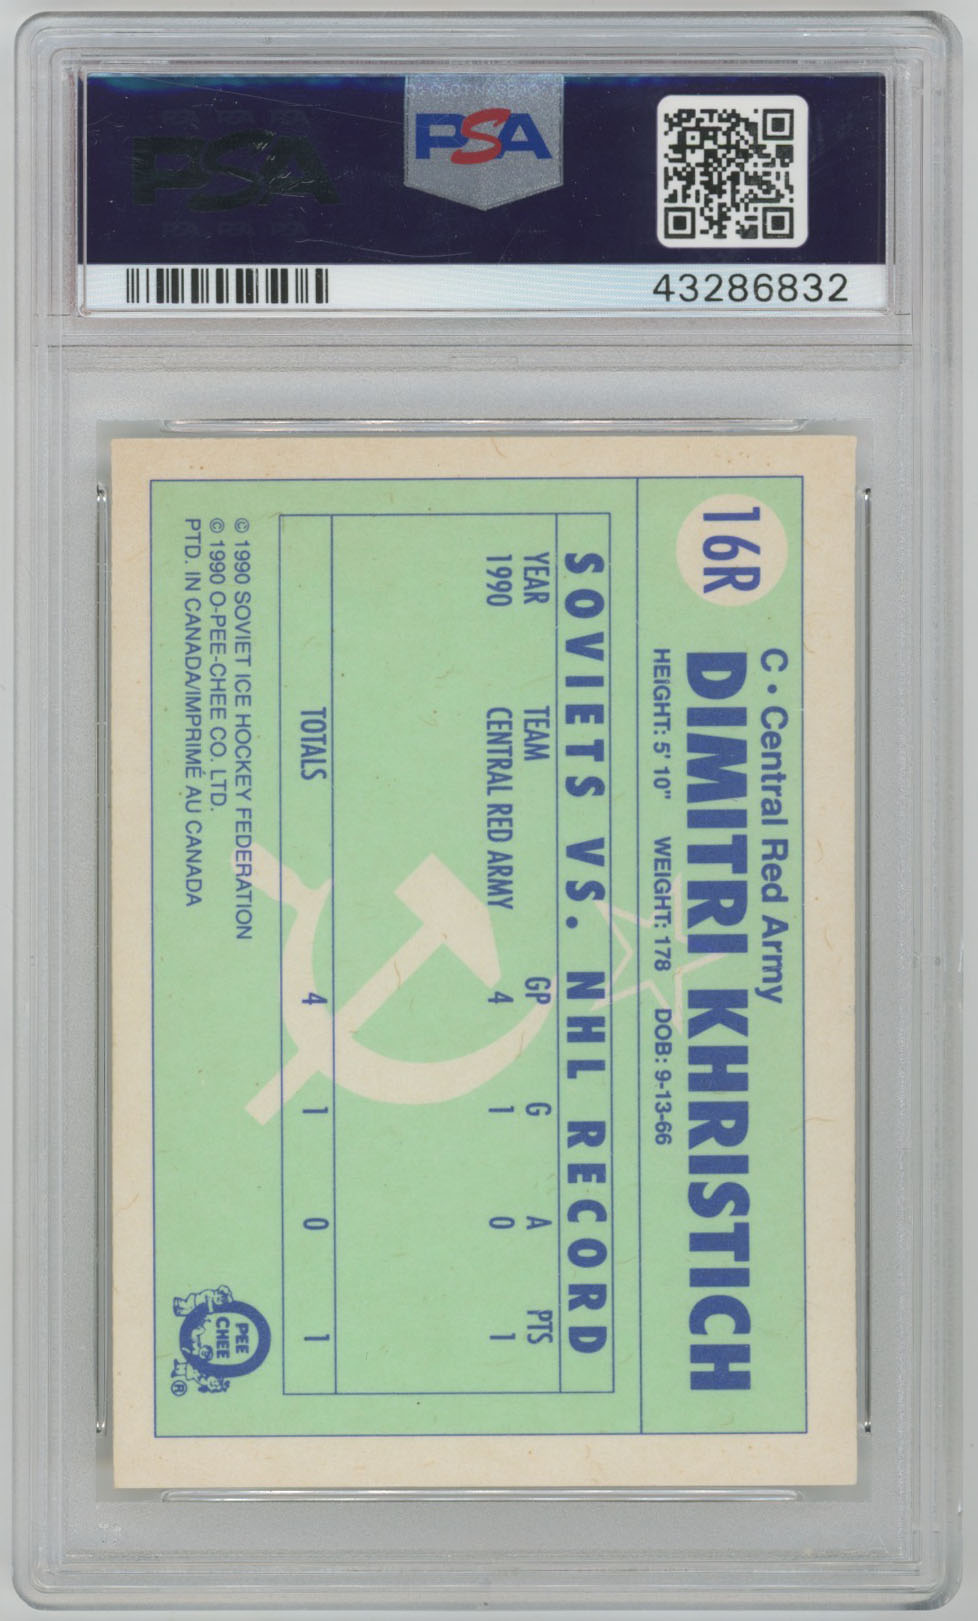 PSA
PSA
43286832
16R
C • Central Red Army
DIMITRI KHRISTICH
HEIGHT: 5' 10" WEIGHT: 178 DOB: 9-13-66
SOVIETS VS. NHL RECORD
YEAR TEAM GP G A PTS
1990 CENTRAL RED ARMY 4 1 0 1
TOTALS 4 1 0 1
© 1990 SOVIET ICE HOCKEY FEDERATION
© 1990 O-PEE-CHEE CO. LTD.
PTD. IN CANADA/IMPRIMÉ AU CANADA
O
PEE
CHEE
®